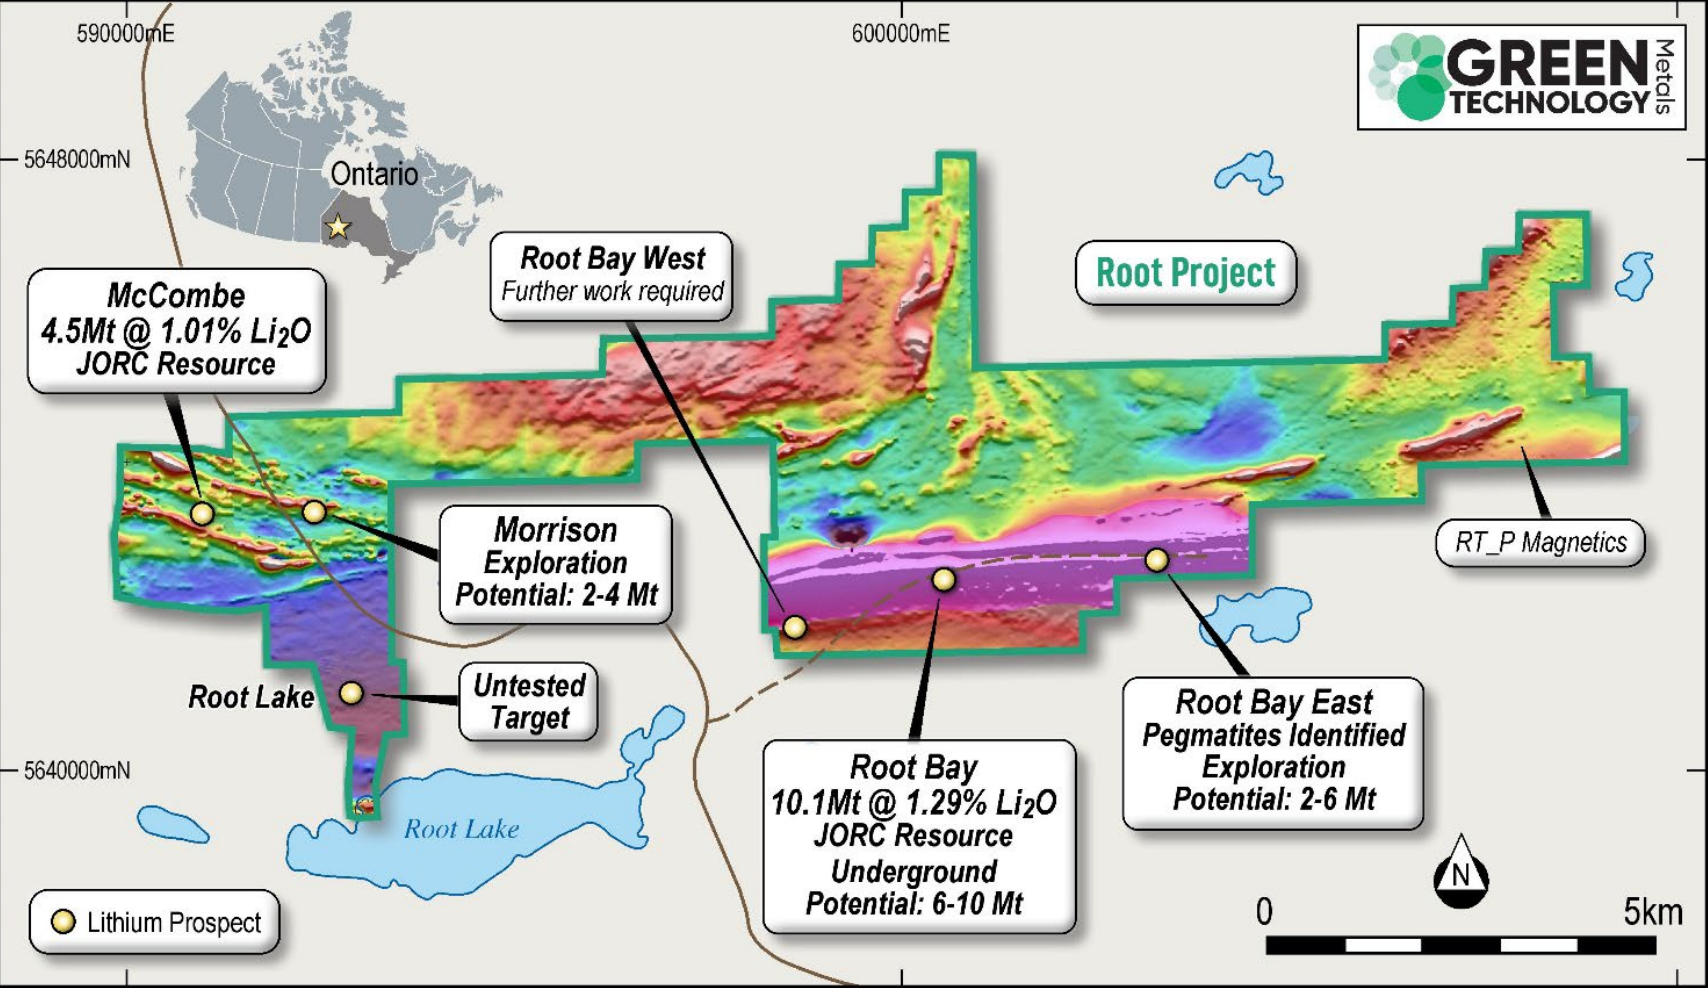 590000mE
600000mE
GREEN
TECHNOLOGY
Metals
5648000mN
Ontario
Root Bay West
Further work required
Root Project
McCombe
4.5Mt @ 1.01% Li₂O
JORC Resource
Morrison
Exploration
Potential: 2-4 Mt
RT_P Magnetics
Root Lake
Untested
Target
Root Bay East
Pegmatites Identified
Exploration
Potential: 2-6 Mt
Root Bay
10.1Mt @ 1.29% Li₂O
JORC Resource
Underground
Potential: 6-10 Mt
5640000mN
Root Lake
Lithium Prospect
N
0
5km